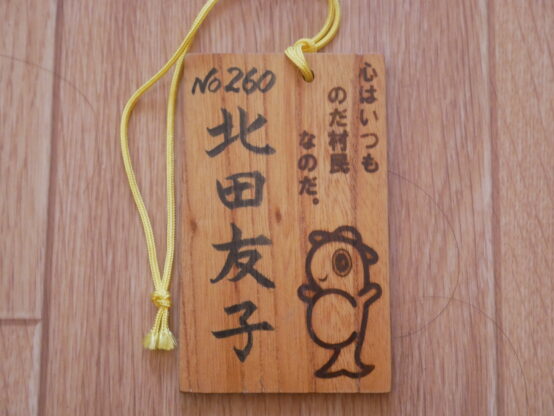 心はいつも
のだ村民
なのだ。
No260
北田友子